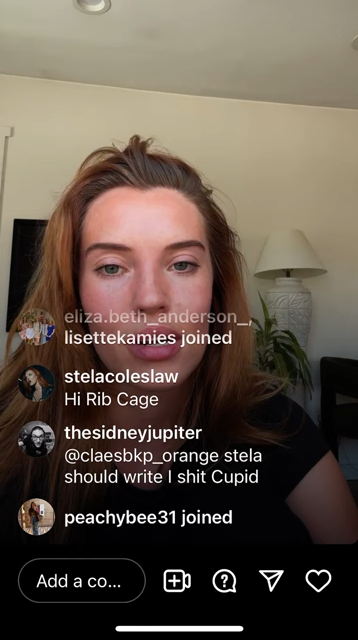 eliza.beth_anderson_,
lisettekamies joined
stelacoleslaw
Hi Rib Cage
thesidneyjupiter
@claesbkp_orange stela
should write I shit Cupid
peachybee31 joined
Add a co...